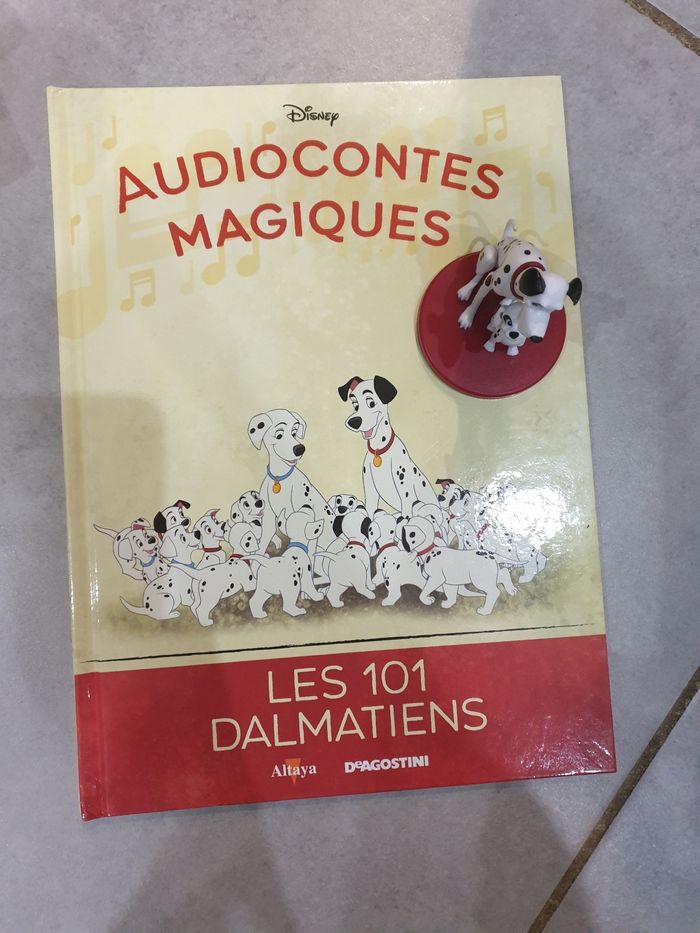 Disney
AUDIOCONTES
MAGIQUES
LES 101
DALMATIENS
Altaya DeAGOSTINI